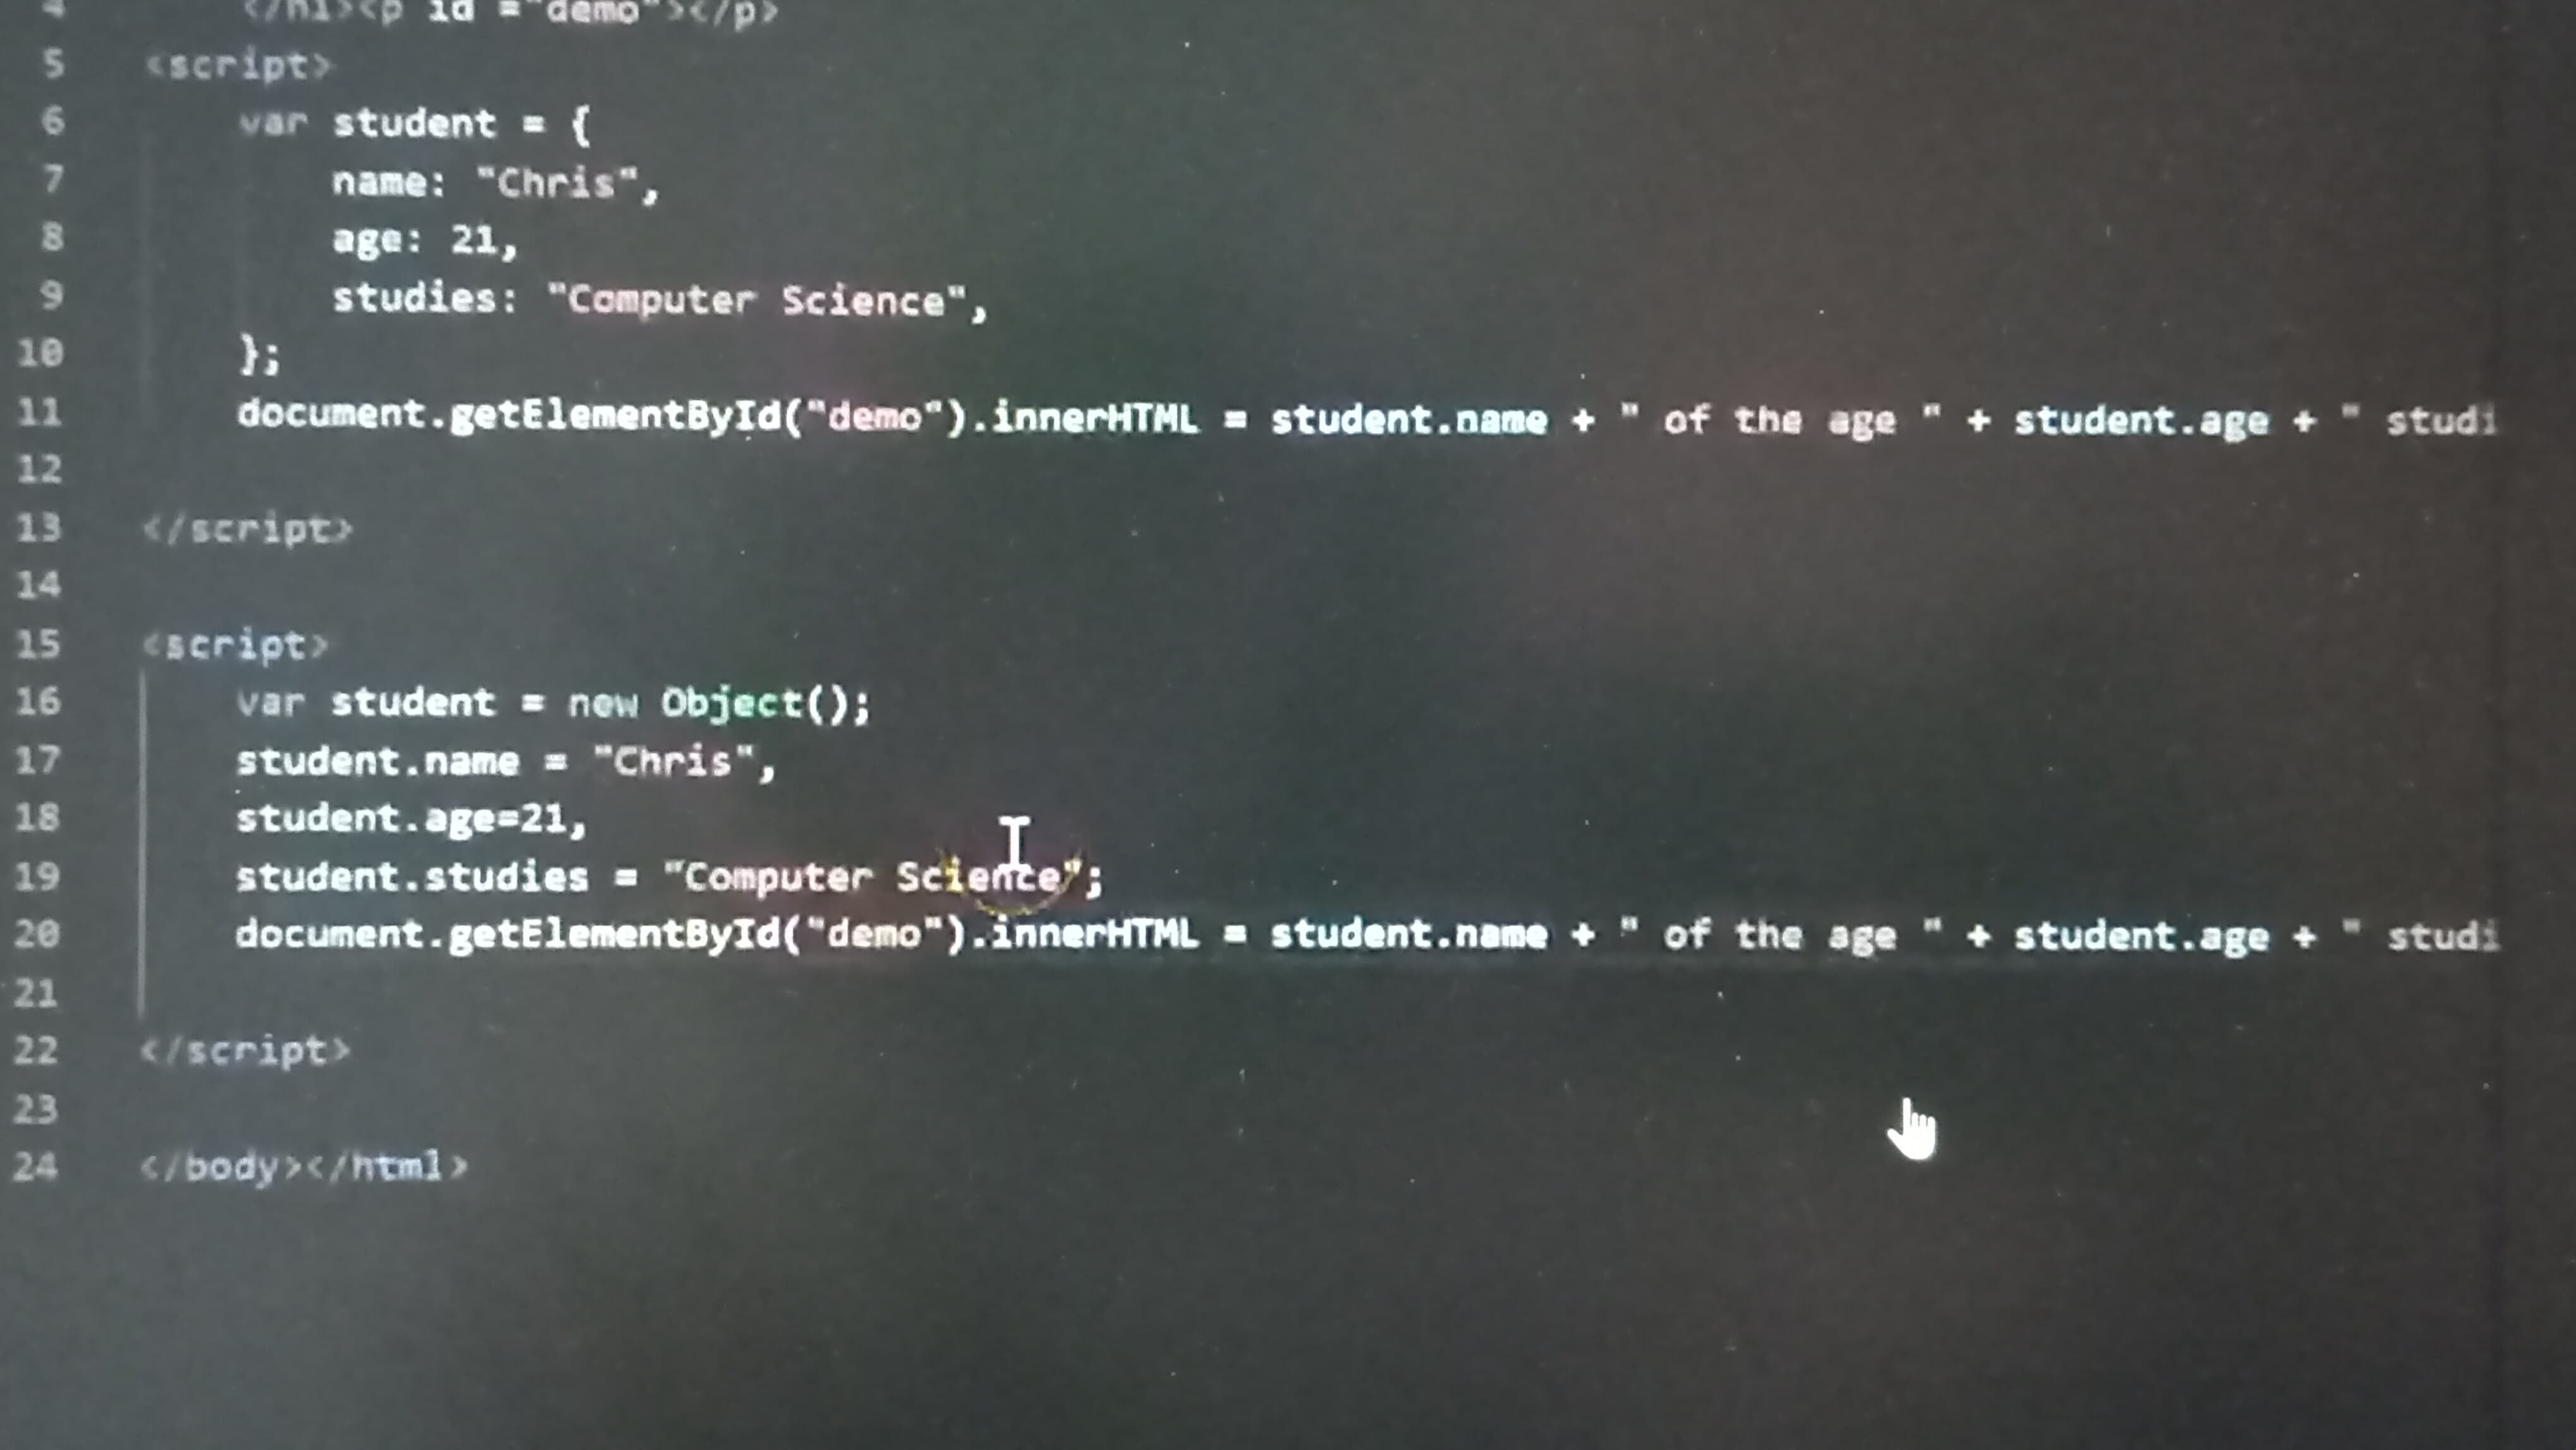 4 </h1><p id ="demo"></p>
5 <script>
6 var student = {
7 name: "Chris",
8 age: 21,
9 studies: "Computer Science",
10 };
11 document.getElementById("demo").innerHTML = student.name + " of the age " + student.age + " studi
12
13 </script>
14
15 <script>
16 var student = new Object();
17 student.name = "Chris",
18 student.age=21,
19 student.studies = "Computer Science";
20 document.getElementById("demo").innerHTML = student.name + " of the age " + student.age + " studi
21
22 </script>
23
24 </body></html>